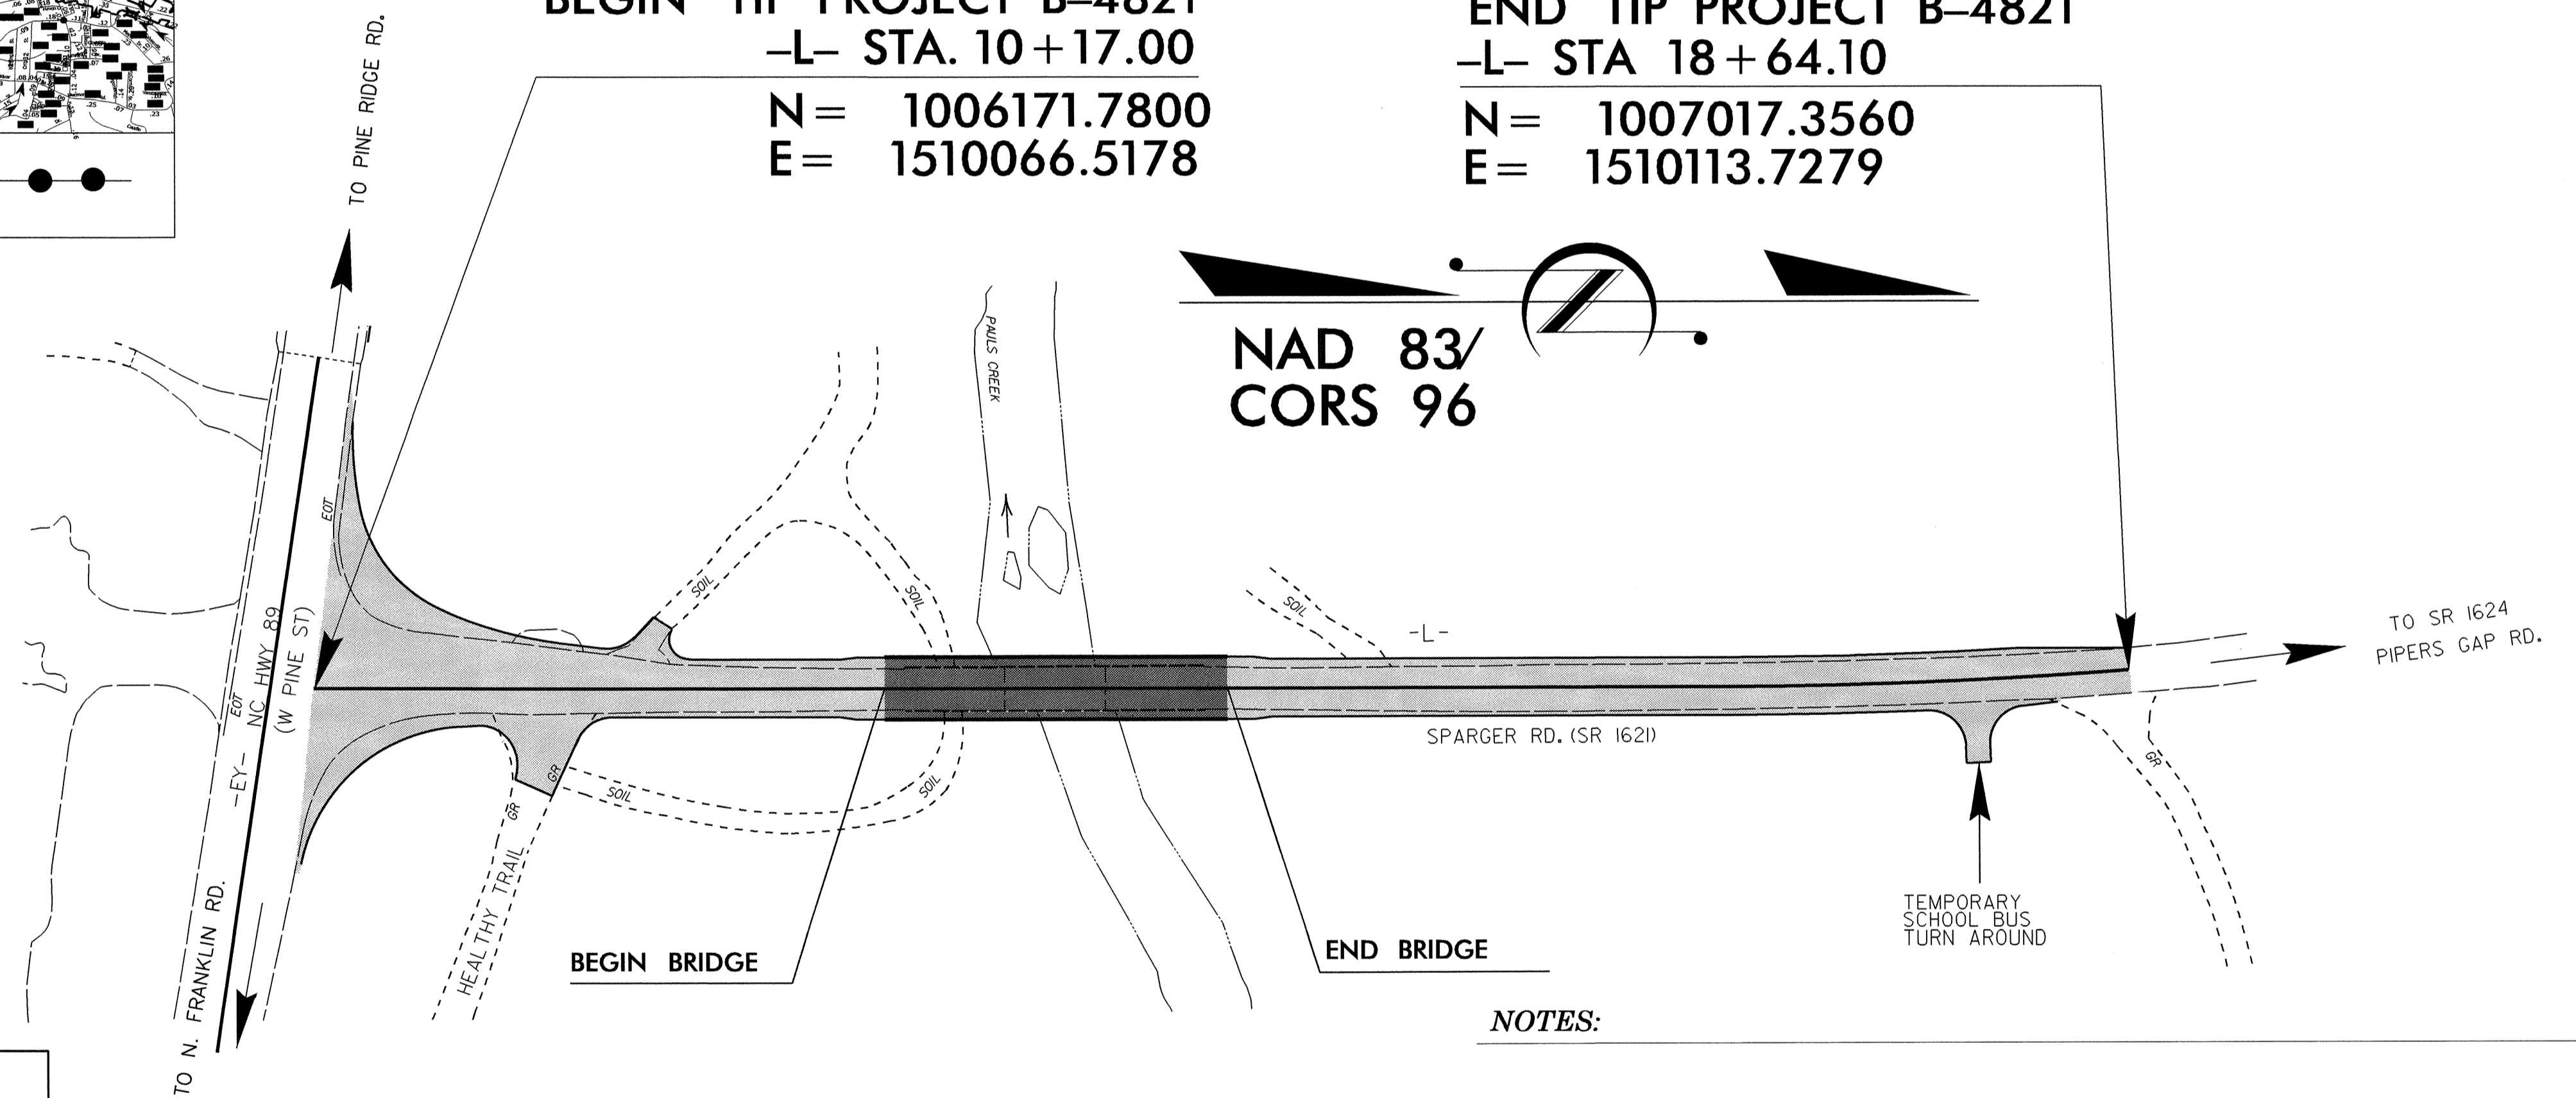 BEGIN TIP PROJECT B–4821
–L– STA. 10+17.00
N= 1006171.7800
E= 1510066.5178
END TIP PROJECT B–4821
–L– STA 18+64.10
N= 1007017.3560
E= 1510113.7279
TO PINE RIDGE RD.
NAD 83/
CORS 96
PAULS CREEK
EOT
EOT
-EY- NC HWY 89
(W PINE ST)
SOIL
SOIL
SOIL
-L-
TO SR 1624
PIPERS GAP RD.
SPARGER RD. (SR 1621)
GR
GR
GR
SOIL
SOIL
HEALTHY TRAIL
TO N. FRANKLIN RD.
BEGIN BRIDGE
END BRIDGE
TEMPORARY
SCHOOL BUS
TURN AROUND
NOTES: